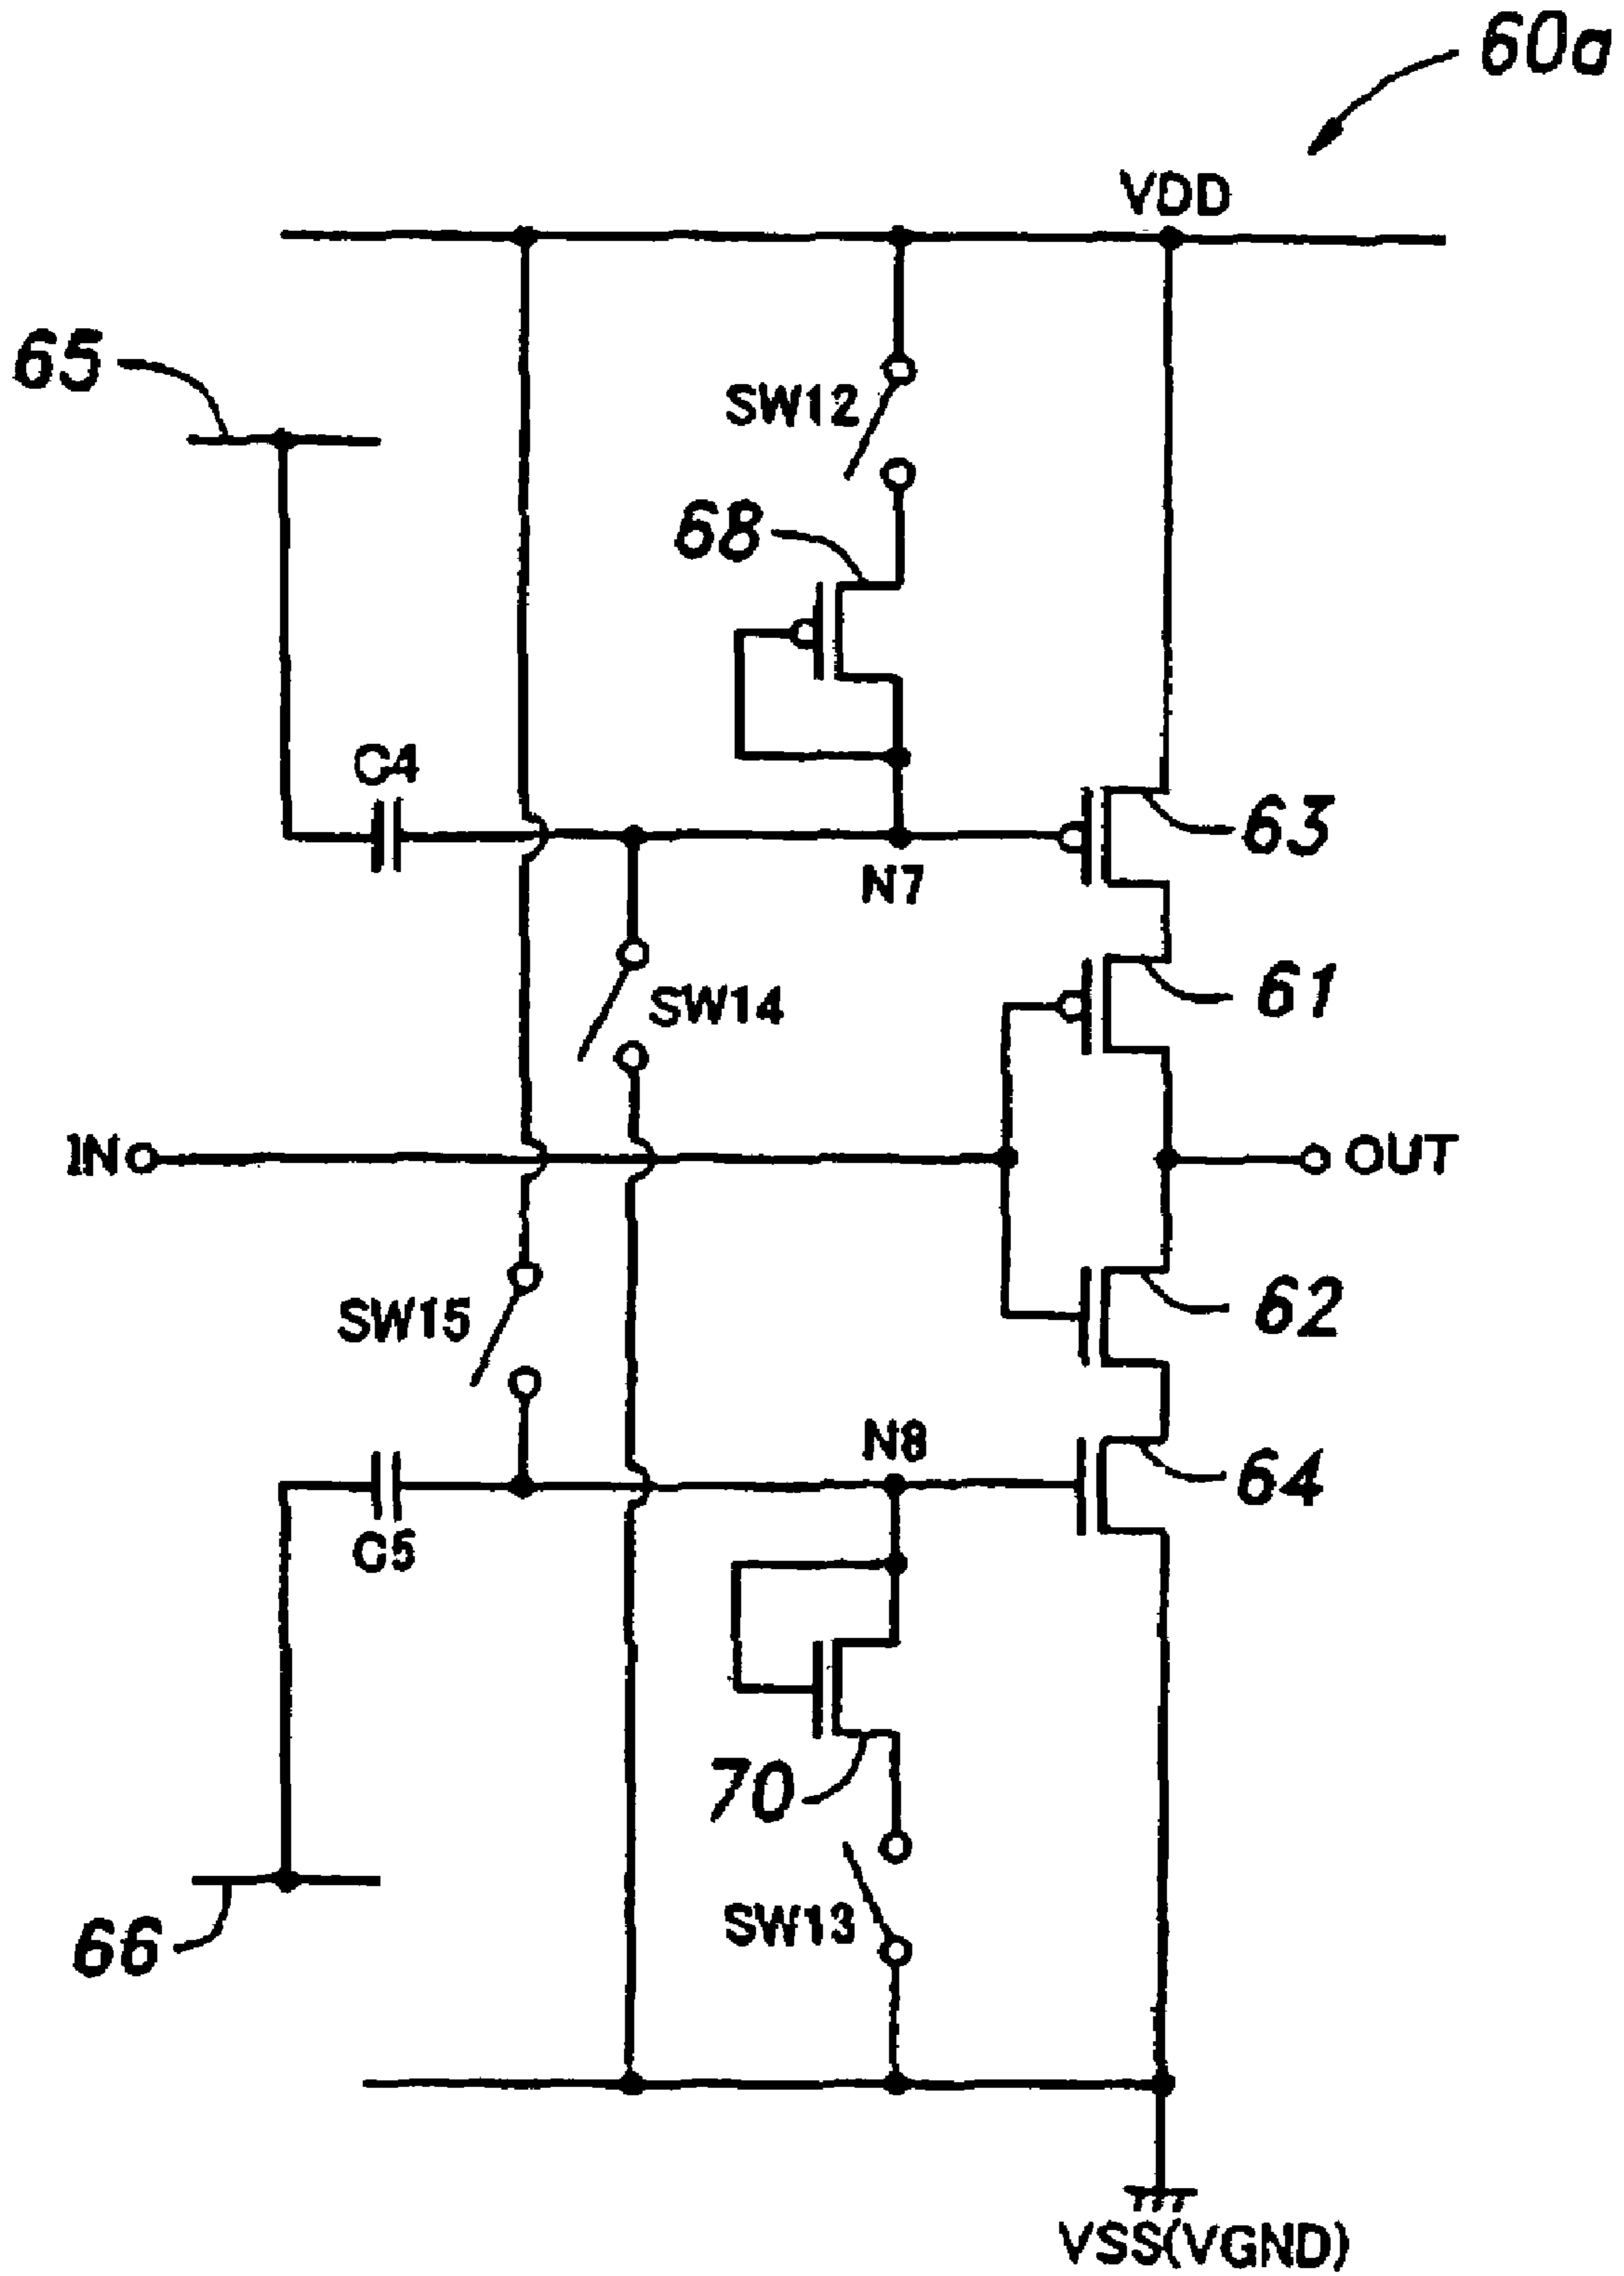 60a
VDD
65
SW12
68
C4
63
N7
61
SW14
IN
OUT
SW15
62
N8
64
C5
70
SW13
66
VSS(VGND)